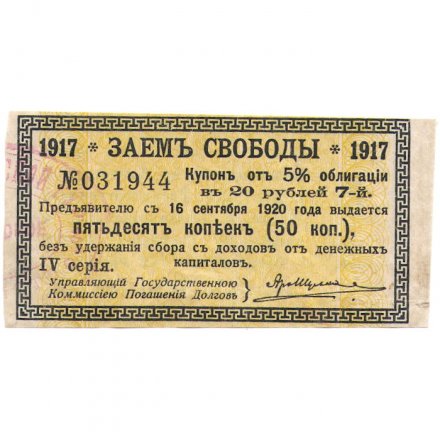 1917 * ЗАЕМЪ СВОБОДЫ * 1917
№031944 Купонъ отъ 5% облигаціи
въ 20 рублей 7-й.
Предъявителю съ 16 сентября 1920 года выдается
пятьдесятъ копѣекъ (50 коп.),
безъ удержанія сбора съ доходовъ отъ денежныхъ
IV серія. капиталовъ.
Управляющій Государственною
Коммиссіею Погашенія Долговъ